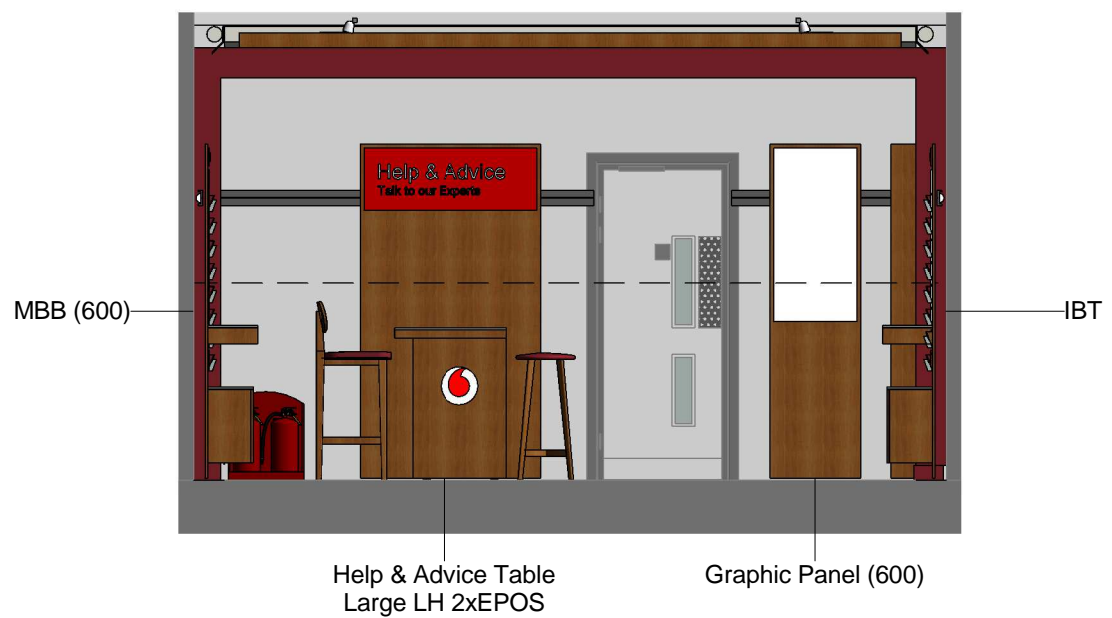 Help & Advice
Talk to our Experts
MBB (600)
IBT
Help & Advice Table
Large LH 2xEPOS
Graphic Panel (600)